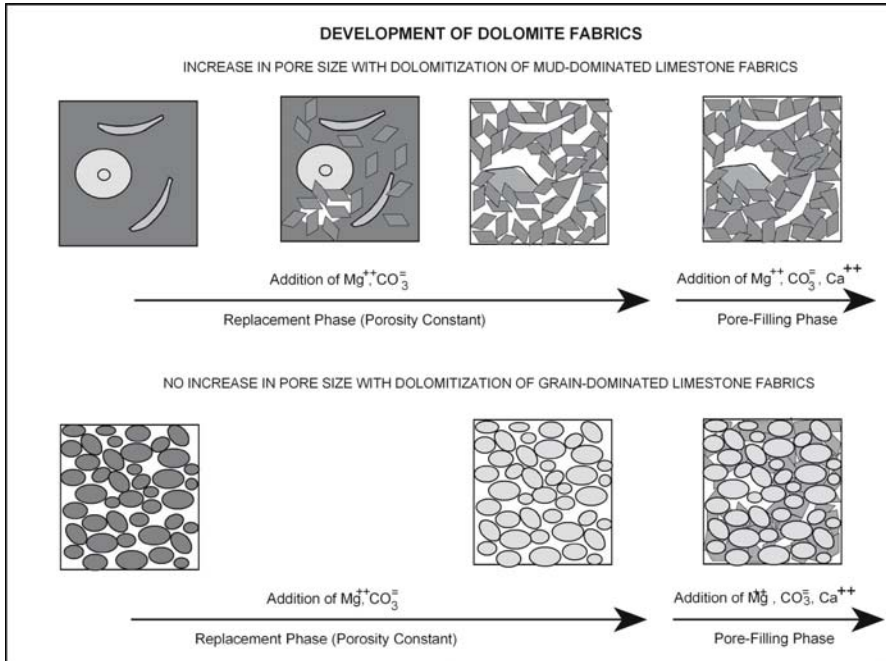 DEVELOPMENT OF DOLOMITE FABRICS
INCREASE IN PORE SIZE WITH DOLOMITIZATION OF MUD-DOMINATED LIMESTONE FABRICS
Addition of Mg⁺⁺, CO₃⁼
Addition of Mg⁺⁺, CO₃⁼, Ca⁺⁺
Replacement Phase (Porosity Constant)
Pore-Filling Phase
NO INCREASE IN PORE SIZE WITH DOLOMITIZATION OF GRAIN-DOMINATED LIMESTONE FABRICS
Addition of Mg⁺⁺, CO₃⁼
Addition of Mg⁺⁺, CO₃⁼, Ca⁺⁺
Replacement Phase (Porosity Constant)
Pore-Filling Phase